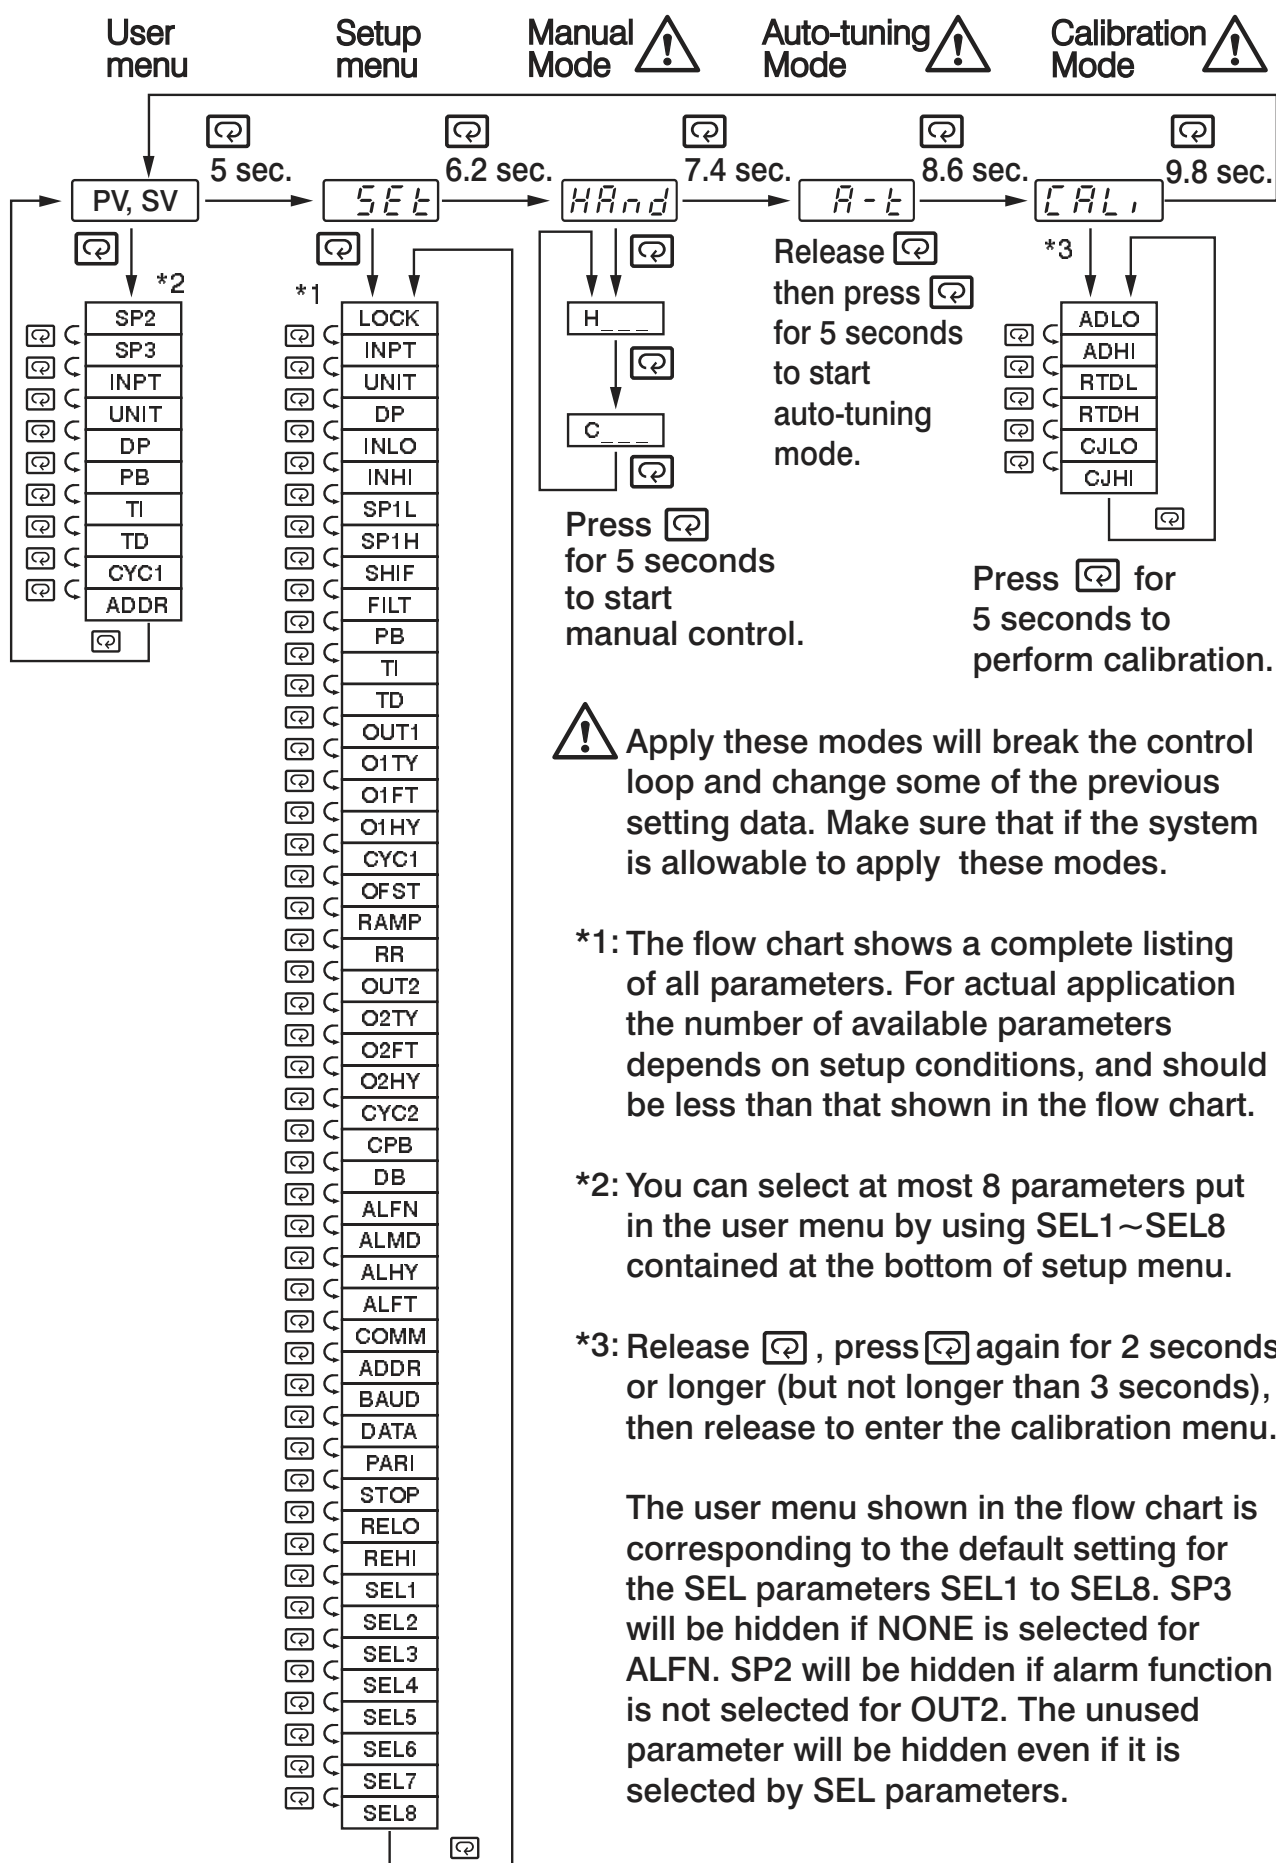 User
menu
Setup
menu
Manual
Mode
Auto-tuning
Mode
Calibration
Mode
5 sec.
6.2 sec.
7.4 sec.
8.6 sec.
9.8 sec.
PV, SV
SEt
HAnd
A-t
CALi
*2
SP2
SP3
INPT
UNIT
DP
PB
TI
TD
CYC1
ADDR
*1
LOCK
INPT
UNIT
DP
INLO
INHI
SP1L
SP1H
SHIF
FILT
PB
TI
TD
OUT1
O1TY
O1FT
O1HY
CYC1
OFST
RAMP
RR
OUT2
O2TY
O2FT
O2HY
CYC2
CPB
DB
ALFN
ALMD
ALHY
ALFT
COMM
ADDR
BAUD
DATA
PARI
STOP
RELO
REHI
SEL1
SEL2
SEL3
SEL4
SEL5
SEL6
SEL7
SEL8
H_ _ _
C_ _ _
Press
for 5 seconds
to start
manual control.
Release
then press
for 5 seconds
to start
auto-tuning
mode.
*3
ADLO
ADHI
RTDL
RTDH
CJLO
CJHI
Press for
5 seconds to
perform calibration.
Apply these modes will break the control
loop and change some of the previous
setting data. Make sure that if the system
is allowable to apply these modes.
*1: The flow chart shows a complete listing
of all parameters. For actual application
the number of available parameters
depends on setup conditions, and should
be less than that shown in the flow chart.
*2: You can select at most 8 parameters put
in the user menu by using SEL1~SEL8
contained at the bottom of setup menu.
*3: Release , press again for 2 seconds
or longer (but not longer than 3 seconds),
then release to enter the calibration menu.
The user menu shown in the flow chart is
corresponding to the default setting for
the SEL parameters SEL1 to SEL8. SP3
will be hidden if NONE is selected for
ALFN. SP2 will be hidden if alarm function
is not selected for OUT2. The unused
parameter will be hidden even if it is
selected by SEL parameters.